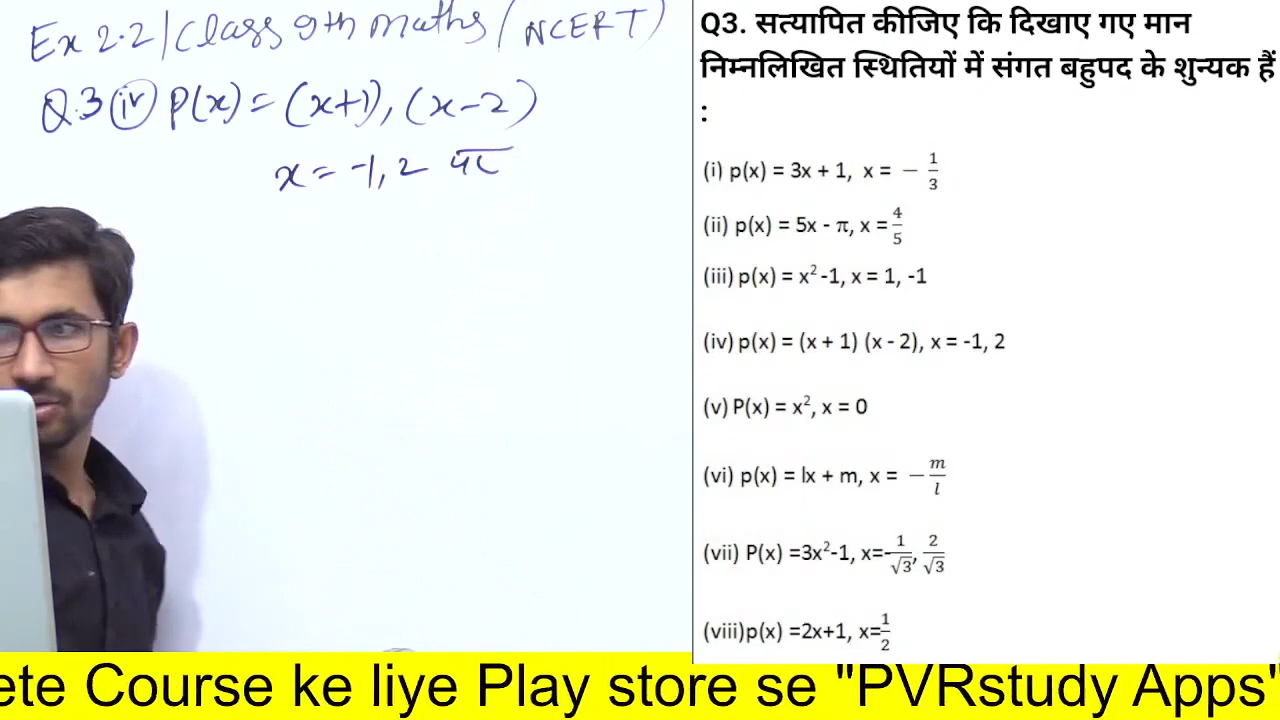 Ex 2.2/Class 9th maths/(NCERT)
Q.3 (iv) P(x) = (x+1), (x-2)
x = -1, 2 पर
Q3. सत्यापित कीजिए कि दिखाए गए मान
निम्नलिखित स्थितियों में संगत बहुपद के शुन्यक हैं
:
(i) p(x) = 3x + 1, x = - 1/3
(ii) p(x) = 5x - π, x = 4/5
(iii) p(x) = x² -1, x = 1, -1
(iv) p(x) = (x + 1) (x - 2), x = -1, 2
(v) P(x) = x², x = 0
(vi) p(x) = lx + m, x = - m/l
(vii) P(x) =3x²-1, x=-1/√3, 2/√3
(viii)p(x) =2x+1, x=1/2
ete Course ke liye Play store se "PVRstudy Apps"